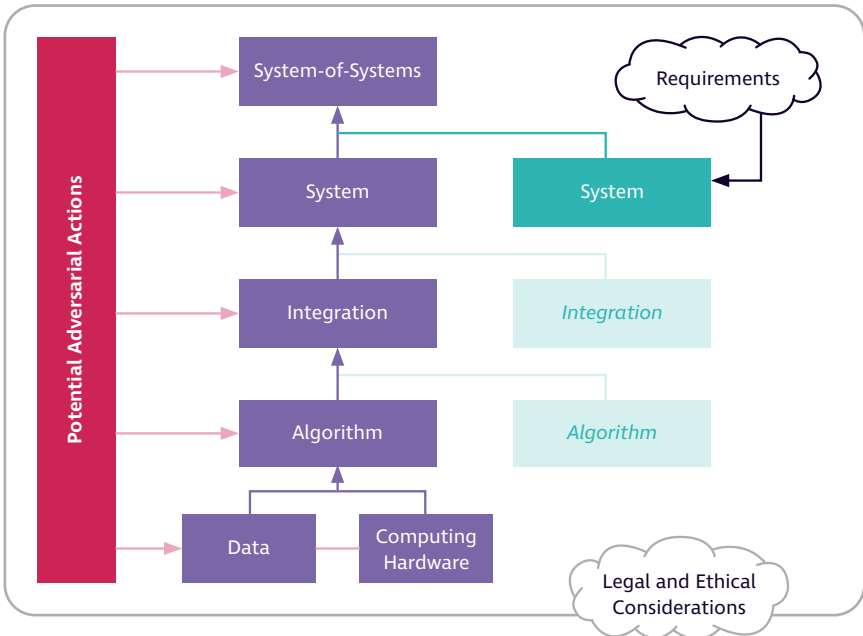 System-of-Systems
Requirements
System
System
Potential Adversarial Actions
Integration
Integration
Algorithm
Algorithm
Data
Computing
Hardware
Legal and Ethical
Considerations